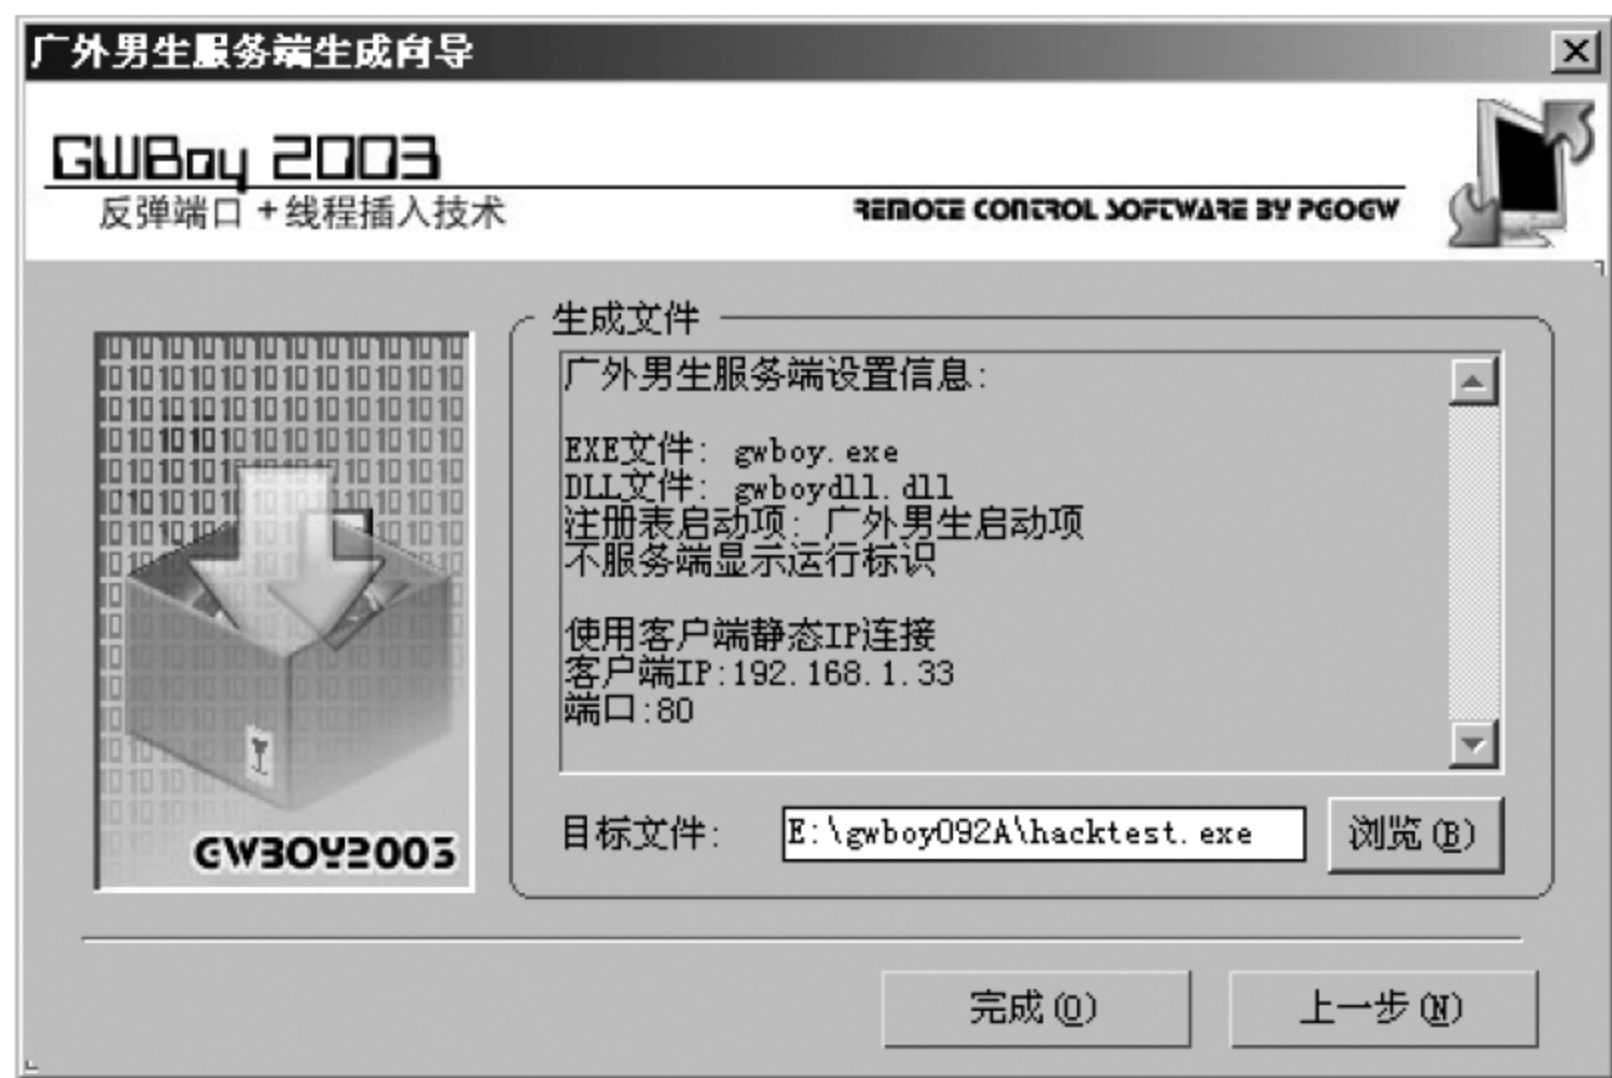 广外男生服务端生成向导
GWBoy 2003
反弹端口+线程插入技术
REMOTE CONTROL SOFTWARE BY PGOGW
生成文件
广外男生服务端设置信息:
EXE文件: gwboy.exe
DLL文件: gwboydll.dll
注册表启动项: 广外男生启动项
不服务端显示运行标识
使用客户端静态IP连接
客户端IP:192.168.1.33
端口:80
GWBOY2003
目标文件: E:\gwboy092A\hacktest.exe 浏览(B)
完成(O) 上一步(N)